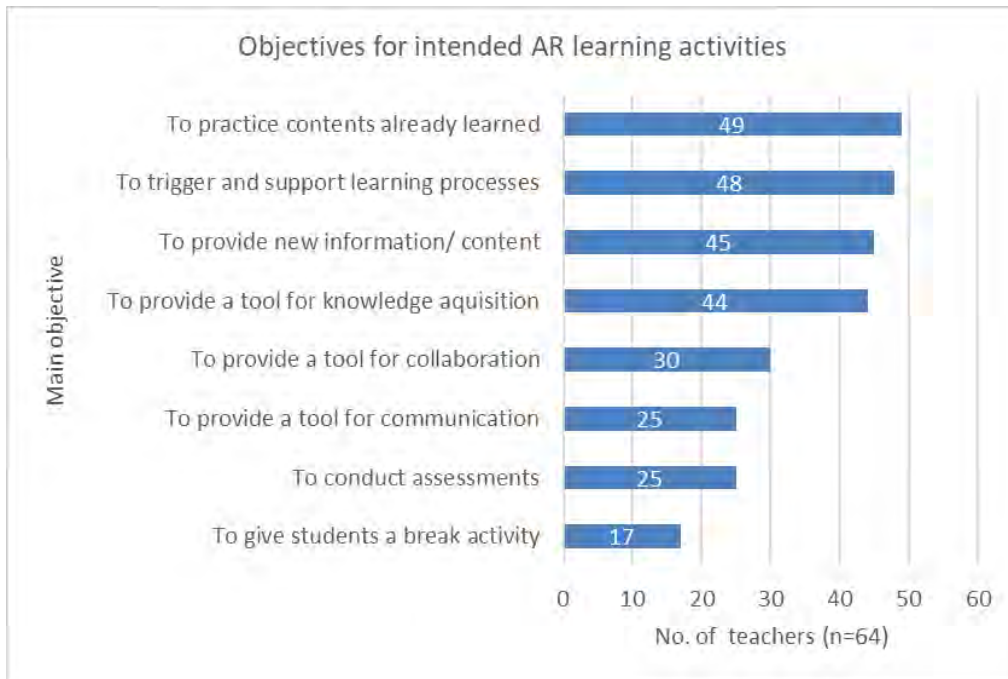 Objectives for intended AR learning activities
Main objective
To practice contents already learned
49
To trigger and support learning processes
48
To provide new information/ content
45
To provide a tool for knowledge aquisition
44
To provide a tool for collaboration
30
To provide a tool for communication
25
To conduct assessments
25
To give students a break activity
17
0 10 20 30 40 50 60
No. of teachers (n=64)